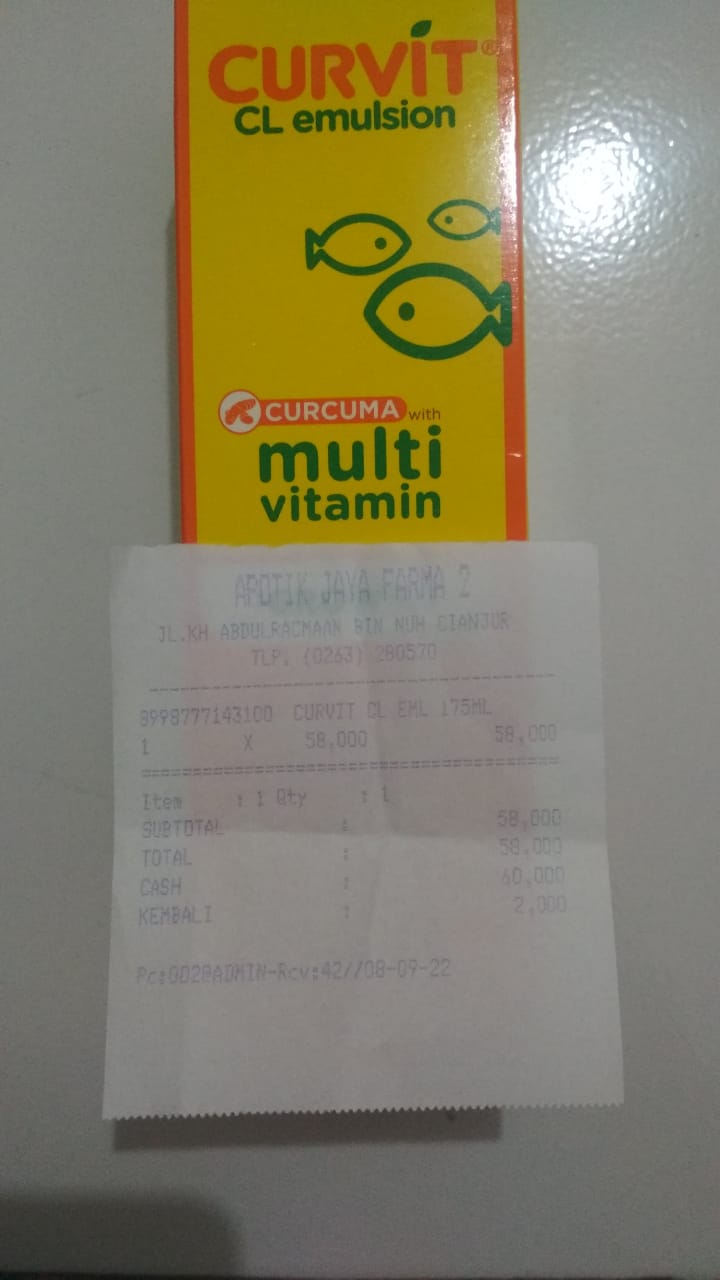 CURVIT®
CL emulsion
CURCUMA with
multi
vitamin
APOTIK JAYA FARMA 2
JL.KH ABDULRACMAAN BIN NUH CIANJUR
TLP. (0263) 280570
--------------------------------------------------
8998777143100 CURVIT CL EML 175ML
1 X 58,000 58,000
==================================================
Item : 1 Qty : 1
SUBTOTAL : 58,000
TOTAL : 58,000
CASH : 60,000
KEMBALI : 2,000
Pc:002@ADMIN-Rcv:42//08-09-22